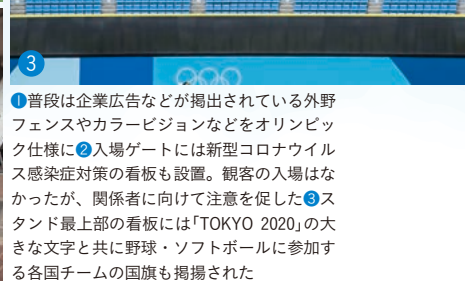 3
❶普段は企業広告などが掲出されている外野
フェンスやカラービジョンなどをオリンピッ
ク仕様に❷入場ゲートには新型コロナウイル
ス感染症対策の看板も設置。観客の入場はな
かったが、関係者に向けて注意を促した❸ス
タンド最上部の看板には「TOKYO 2020」の大
きな文字と共に野球・ソフトボールに参加す
る各国チームの国旗も掲揚された